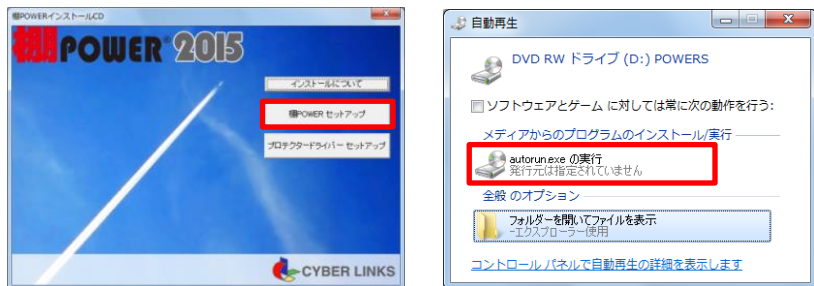 棚POWERインストールCD
棚POWER 2015
インストールについて
棚POWER セットアップ
プロテクタードライバー セットアップ
CYBER LINKS
自動再生
DVD RW ドライブ (D:) POWERS
ソフトウェアとゲーム に対しては常に次の動作を行う:
メディアからのプログラムのインストール/実行
autorun.exe の実行
発行元は指定されていません
全般 のオプション
フォルダーを開いてファイルを表示
-エクスプローラー使用
コントロール パネルで自動再生の詳細を表示します